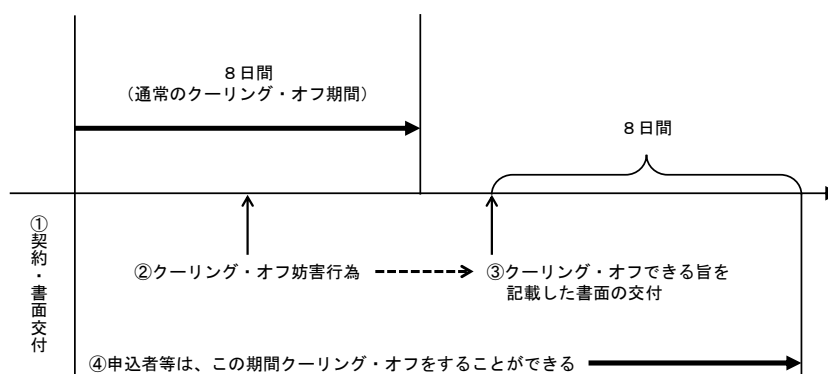 ８日間
（通常のクーリング・オフ期間）
８日間
①契約・書面交付
②クーリング・オフ妨害行為
③クーリング・オフできる旨を
記載した書面の交付
④申込者等は、この期間クーリング・オフをすることができる